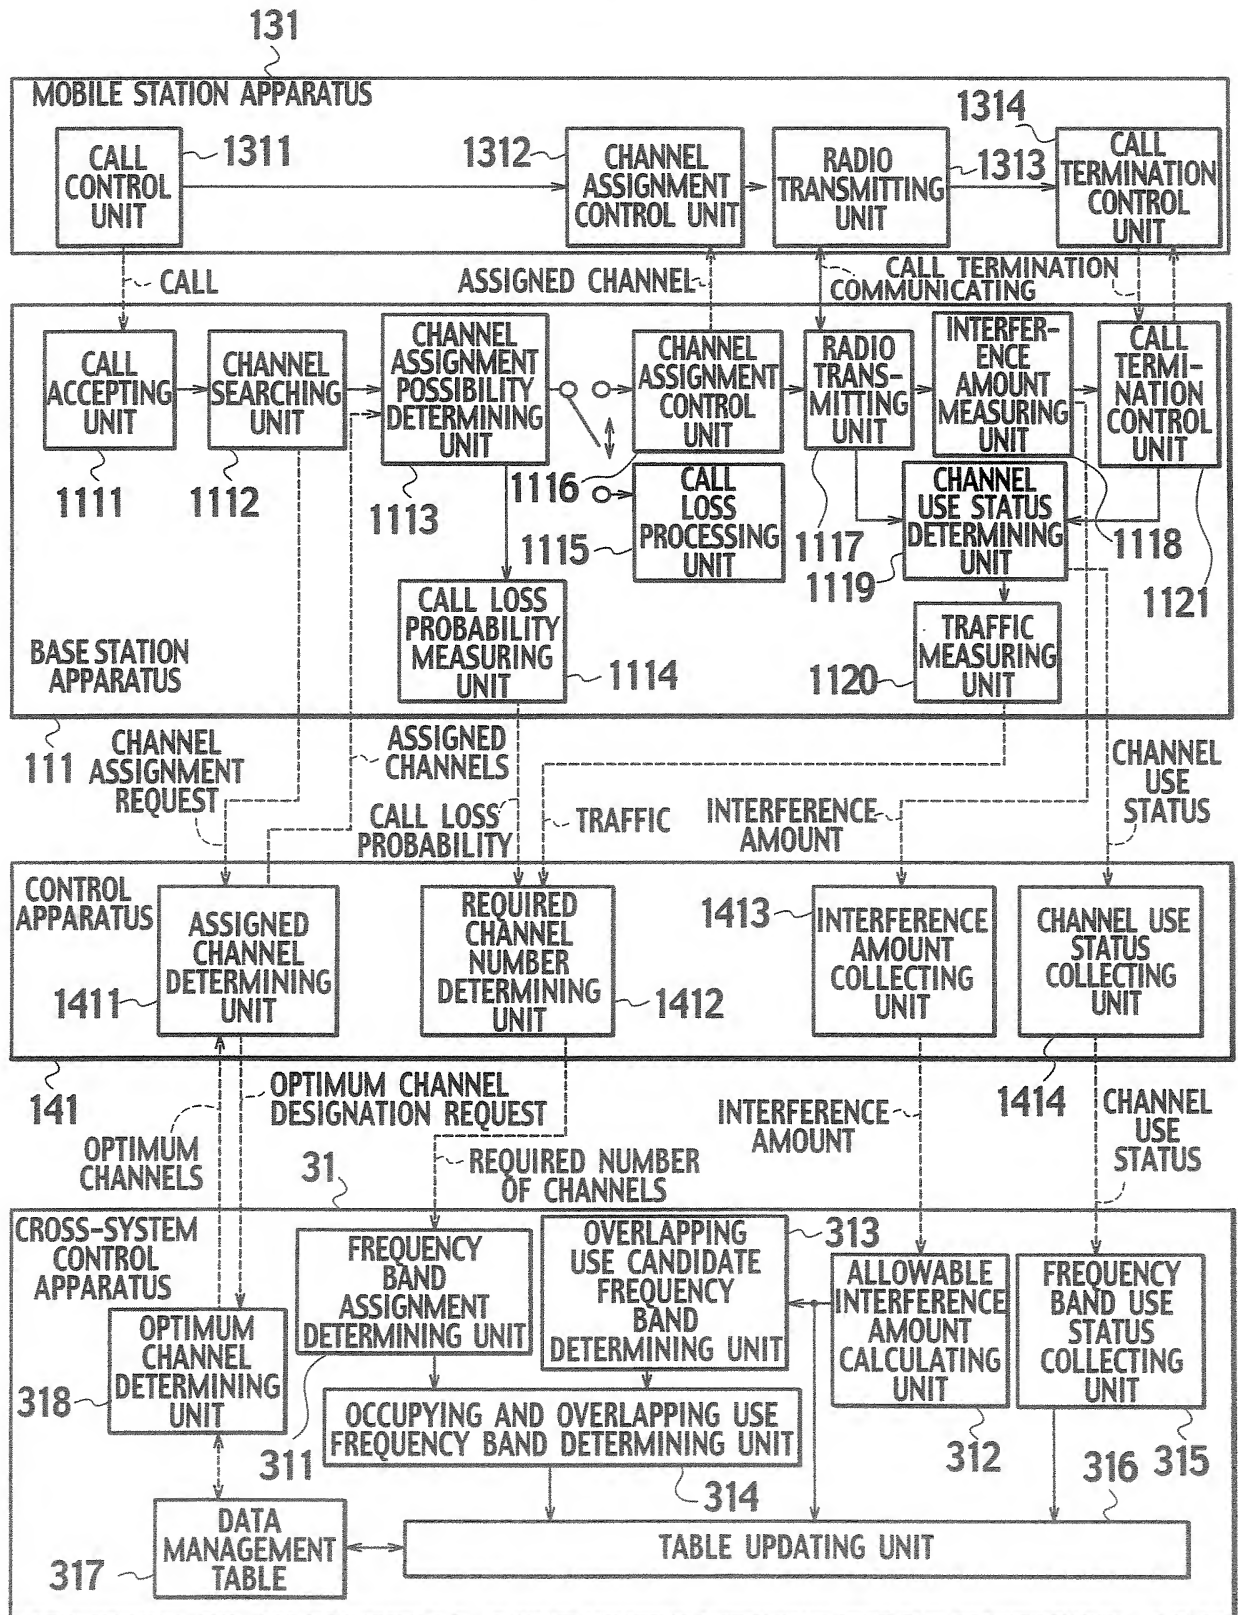 131
MOBILE STATION APPARATUS
CALL
CONTROL
UNIT
1311
1312
CHANNEL
ASSIGNMENT
CONTROL UNIT
RADIO
TRANSMITTING
UNIT
1313
1314
CALL
TERMINATION
CONTROL
UNIT
CALL
ASSIGNED CHANNEL
CALL TERMINATION
COMMUNICATING
CALL
ACCEPTING
UNIT
1111
CHANNEL
SEARCHING
UNIT
1112
CHANNEL
ASSIGNMENT
POSSIBILITY
DETERMINING
UNIT
1113
CHANNEL
ASSIGNMENT
CONTROL
UNIT
1116
CALL
LOSS
PROCESSING
UNIT
1115
RADIO
TRANS-
MITTING
UNIT
1117
INTERFER-
ENCE
AMOUNT
MEASURING
UNIT
1118
CALL
TERMI-
NATION
CONTROL
UNIT
1121
CHANNEL
USE STATUS
DETERMINING
UNIT
1119
CALL LOSS
PROBABILITY
MEASURING
UNIT
1114
TRAFFIC
MEASURING
UNIT
1120
BASE STATION
APPARATUS
111
CHANNEL
ASSIGNMENT
REQUEST
ASSIGNED
CHANNELS
CALL LOSS
PROBABILITY
TRAFFIC
INTERFERENCE
AMOUNT
CHANNEL
USE
STATUS
CONTROL
APPARATUS
ASSIGNED
CHANNEL
DETERMINING
UNIT
1411
REQUIRED
CHANNEL
NUMBER
DETERMINING
UNIT
1412
1413
INTERFERENCE
AMOUNT
COLLECTING
UNIT
CHANNEL USE
STATUS
COLLECTING
UNIT
1414
141
OPTIMUM
CHANNELS
OPTIMUM CHANNEL
DESIGNATION REQUEST
REQUIRED NUMBER
OF CHANNELS
INTERFERENCE
AMOUNT
CHANNEL
USE
STATUS
31
CROSS-SYSTEM
CONTROL
APPARATUS
FREQUENCY
BAND
ASSIGNMENT
DETERMINING UNIT
311
OVERLAPPING
USE CANDIDATE
FREQUENCY
BAND
DETERMINING UNIT
313
ALLOWABLE
INTERFERENCE
AMOUNT
CALCULATING
UNIT
312
FREQUENCY
BAND USE
STATUS
COLLECTING
UNIT
315
OPTIMUM
CHANNEL
DETERMINING
UNIT
318
OCCUPYING AND OVERLAPPING USE
FREQUENCY BAND DETERMINING UNIT
314
316
DATA
MANAGEMENT
TABLE
317
TABLE UPDATING UNIT